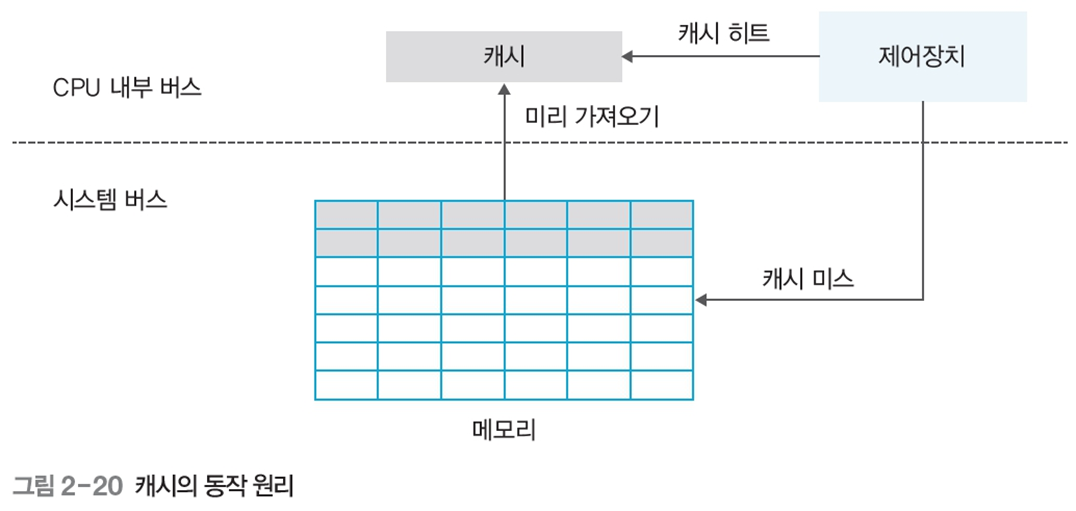 캐시 히트
캐시
제어장치
CPU 내부 버스
미리 가져오기
시스템 버스
캐시 미스
메모리
그림 2-20 캐시의 동작 원리